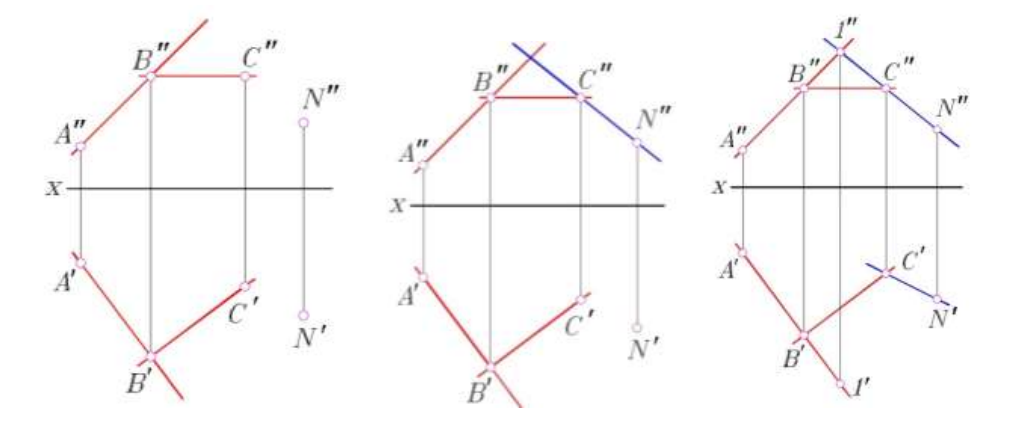 B″
C″
N″
A″
x
A′
C′
N′
B′
B″
C″
N″
A″
x
A′
C′
N′
B′
1″
B″
C″
N″
A″
x
A′
C′
N′
B′
1′